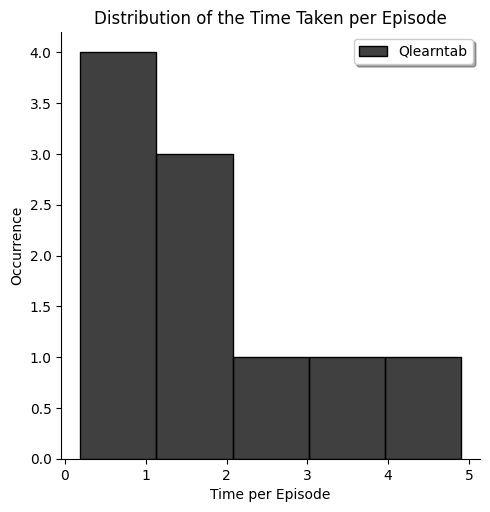 Distribution of the Time Taken per Episode
Qlearntab
4.0
3.5
3.0
2.5
2.0
1.5
1.0
0.5
0.0
Occurrence
0 1 2 3 4 5
Time per Episode